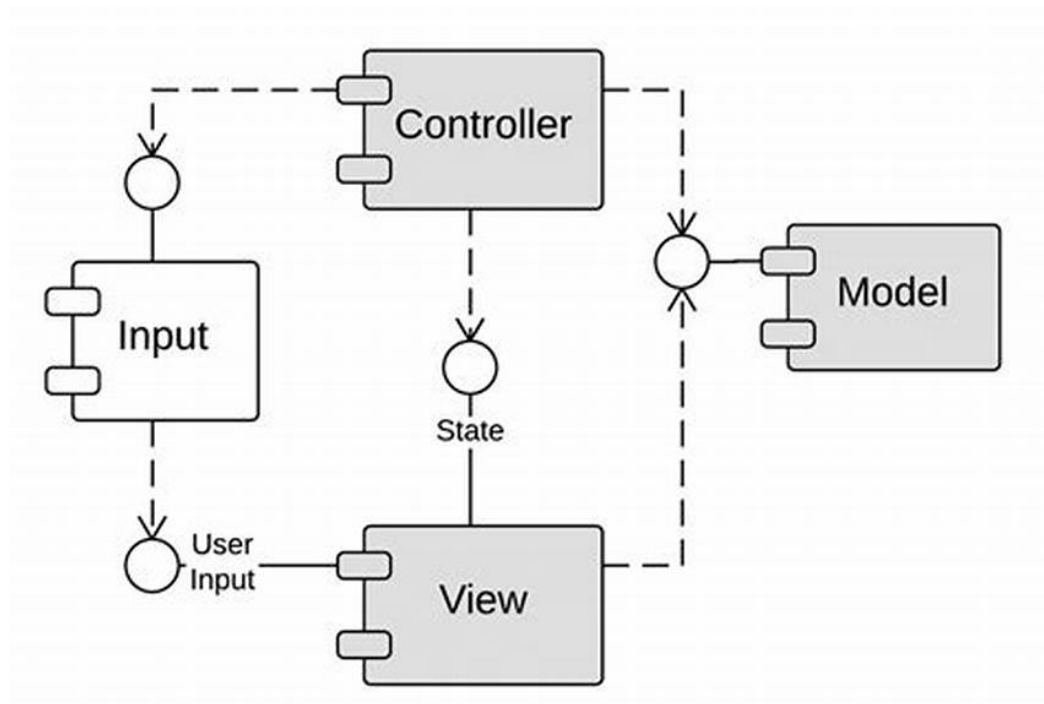 Controller
Model
Input
State
User
Input
View